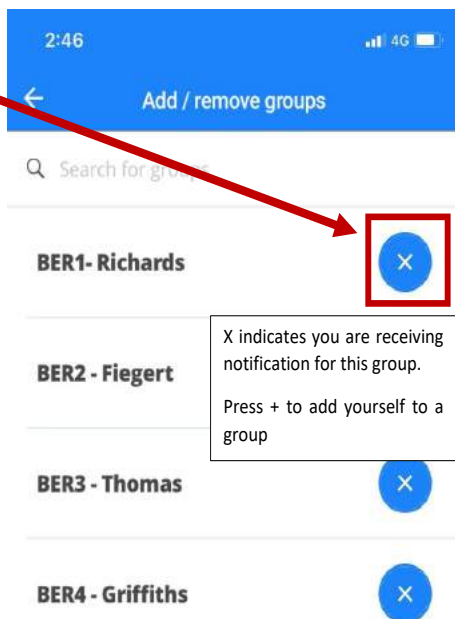 2:46
4G
Add / remove groups
Search for groups
BER1- Richards
X indicates you are receiving
notification for this group.
Press + to add yourself to a
group
BER2 - Fiegert
BER3 - Thomas
BER4 - Griffiths